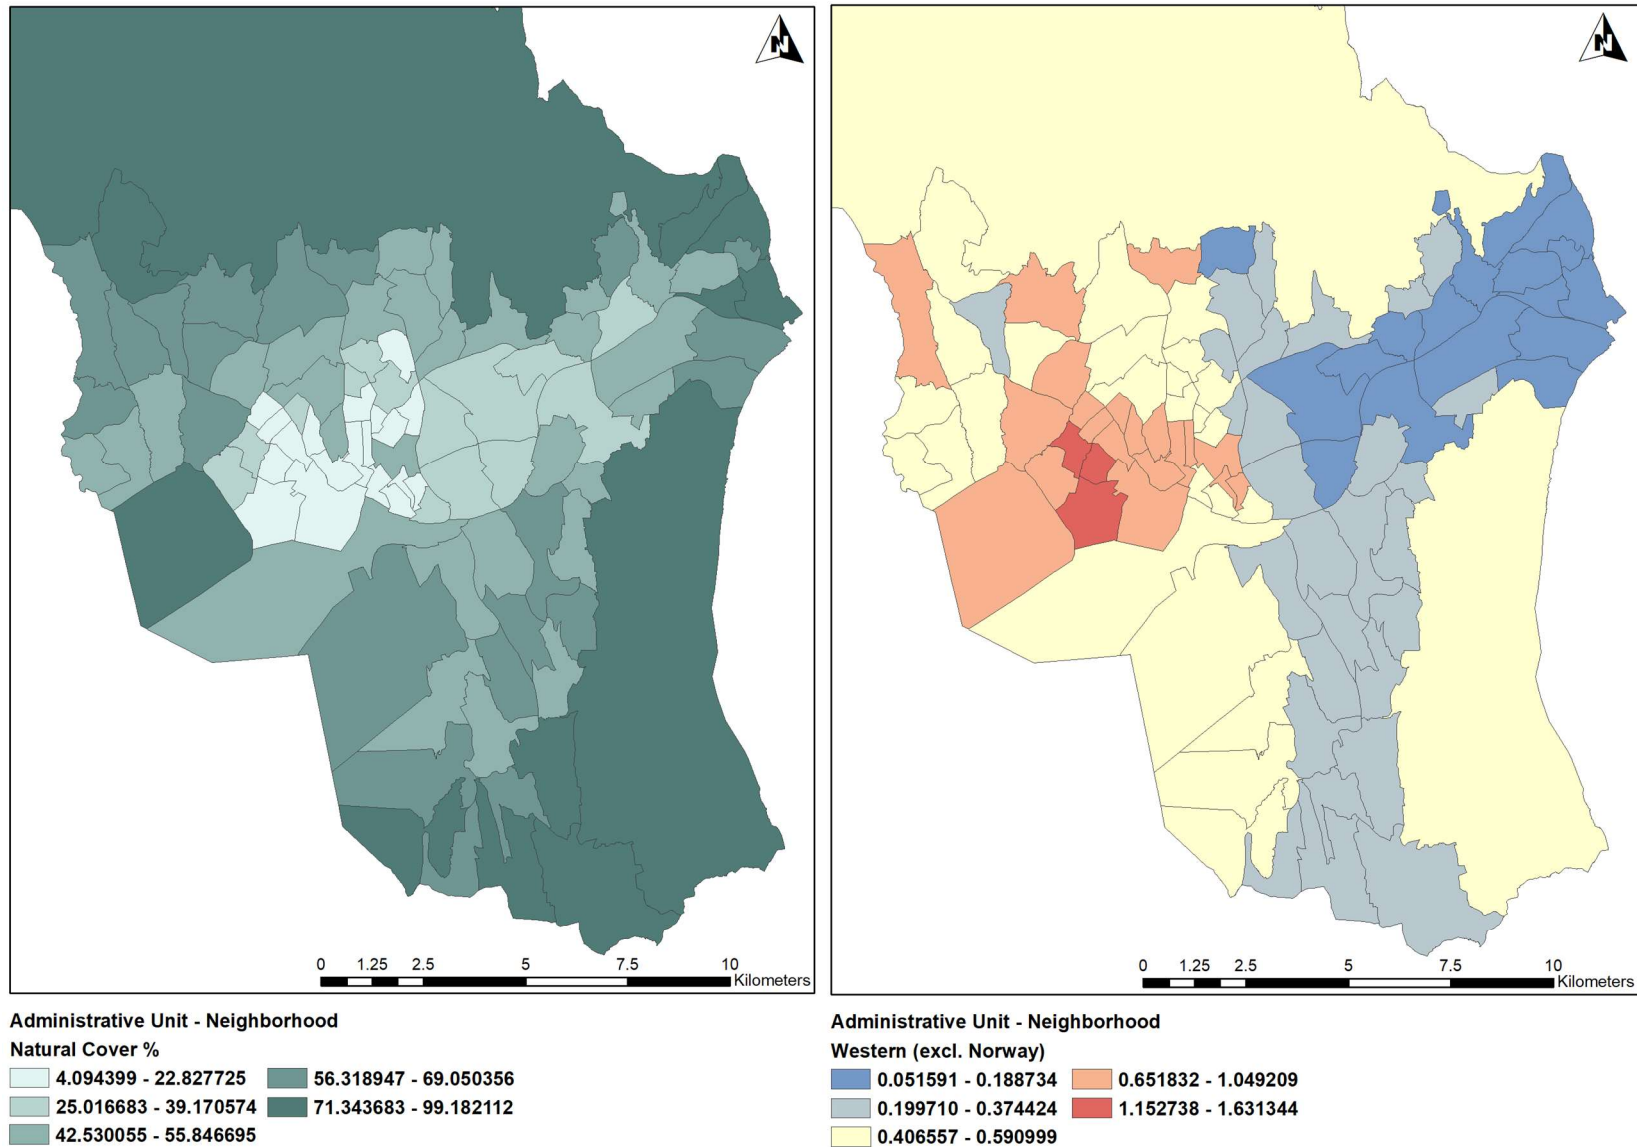 N
0 1.25 2.5 5 7.5 10
Kilometers
Administrative Unit - Neighborhood
Natural Cover %
4.094399 - 22.827725
25.016683 - 39.170574
42.530055 - 55.846695
56.318947 - 69.050356
71.343683 - 99.182112
N
0 1.25 2.5 5 7.5 10
Kilometers
Administrative Unit - Neighborhood
Western (excl. Norway)
0.051591 - 0.188734
0.199710 - 0.374424
0.406557 - 0.590999
0.651832 - 1.049209
1.152738 - 1.631344